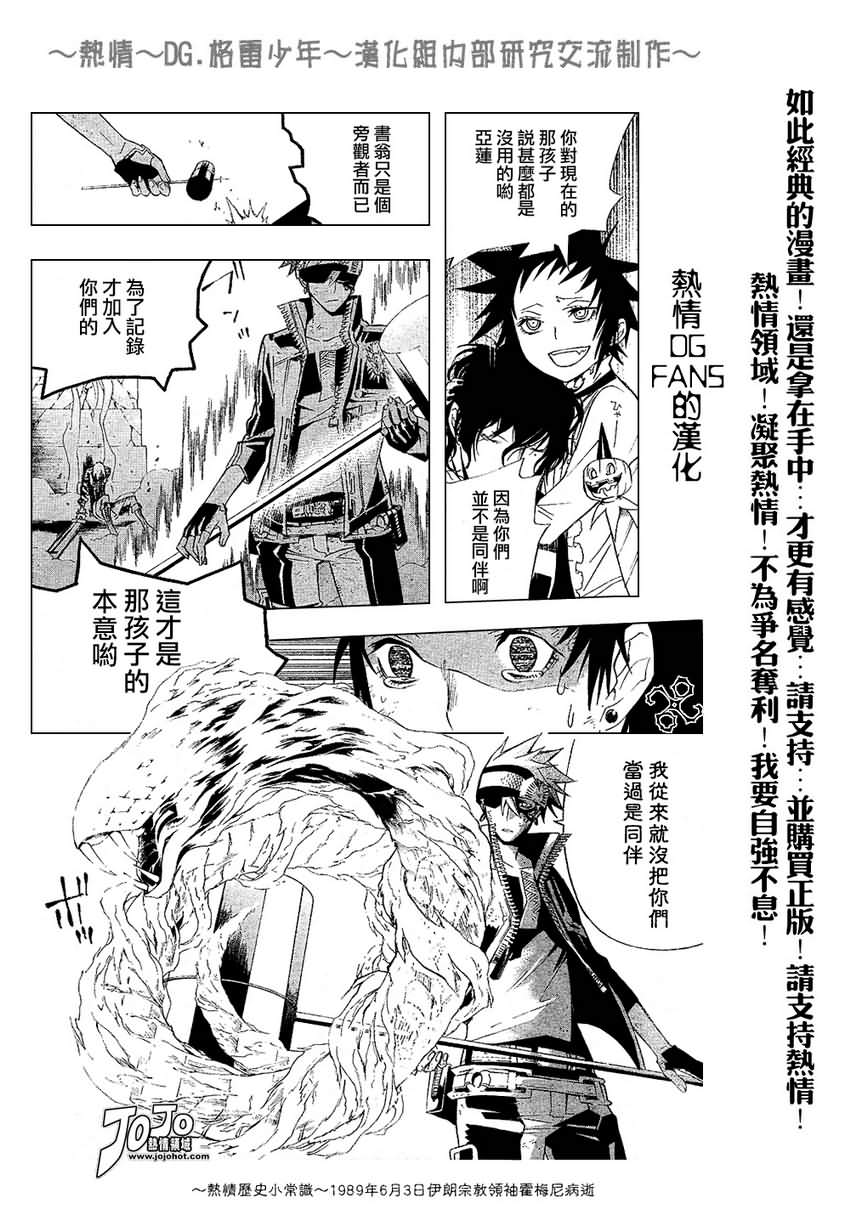 ～熱情～DG.格雷少年～漢化組内部研究交流制作～
如此經典的漫畫！還是拿在手中…才更有感覺…請支持…並購買正版！請支持熱情！
熱情領域！凝聚熱情！不為爭名奪利！我要自強不息！
熱情
DG
FANS
的漢化
你對現在的
那孩子
說甚麼都是
沒用的喲
亞蓮
因為你們
並不是同伴啊
書翁只是個
旁觀者而已
為了記錄
才加入
你們的
這才是
那孩子的
本意喲
我從來就沒把你們
當過是同伴
JOJO
熱情領域
www.jojohot.com
～熱情歷史小常識～1989年6月3日伊朗宗教領袖霍梅尼病逝